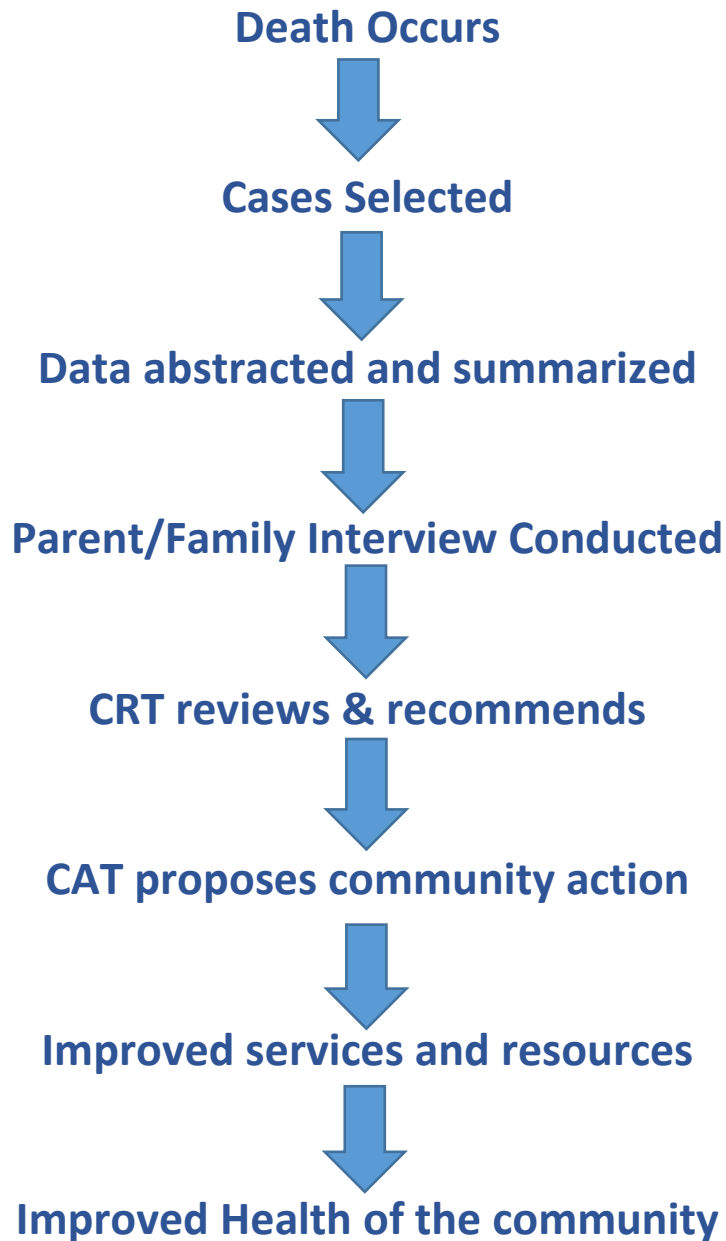 Death Occurs
Cases Selected
Data abstracted and summarized
Parent/Family Interview Conducted
CRT reviews & recommends
CAT proposes community action
Improved services and resources
Improved Health of the community